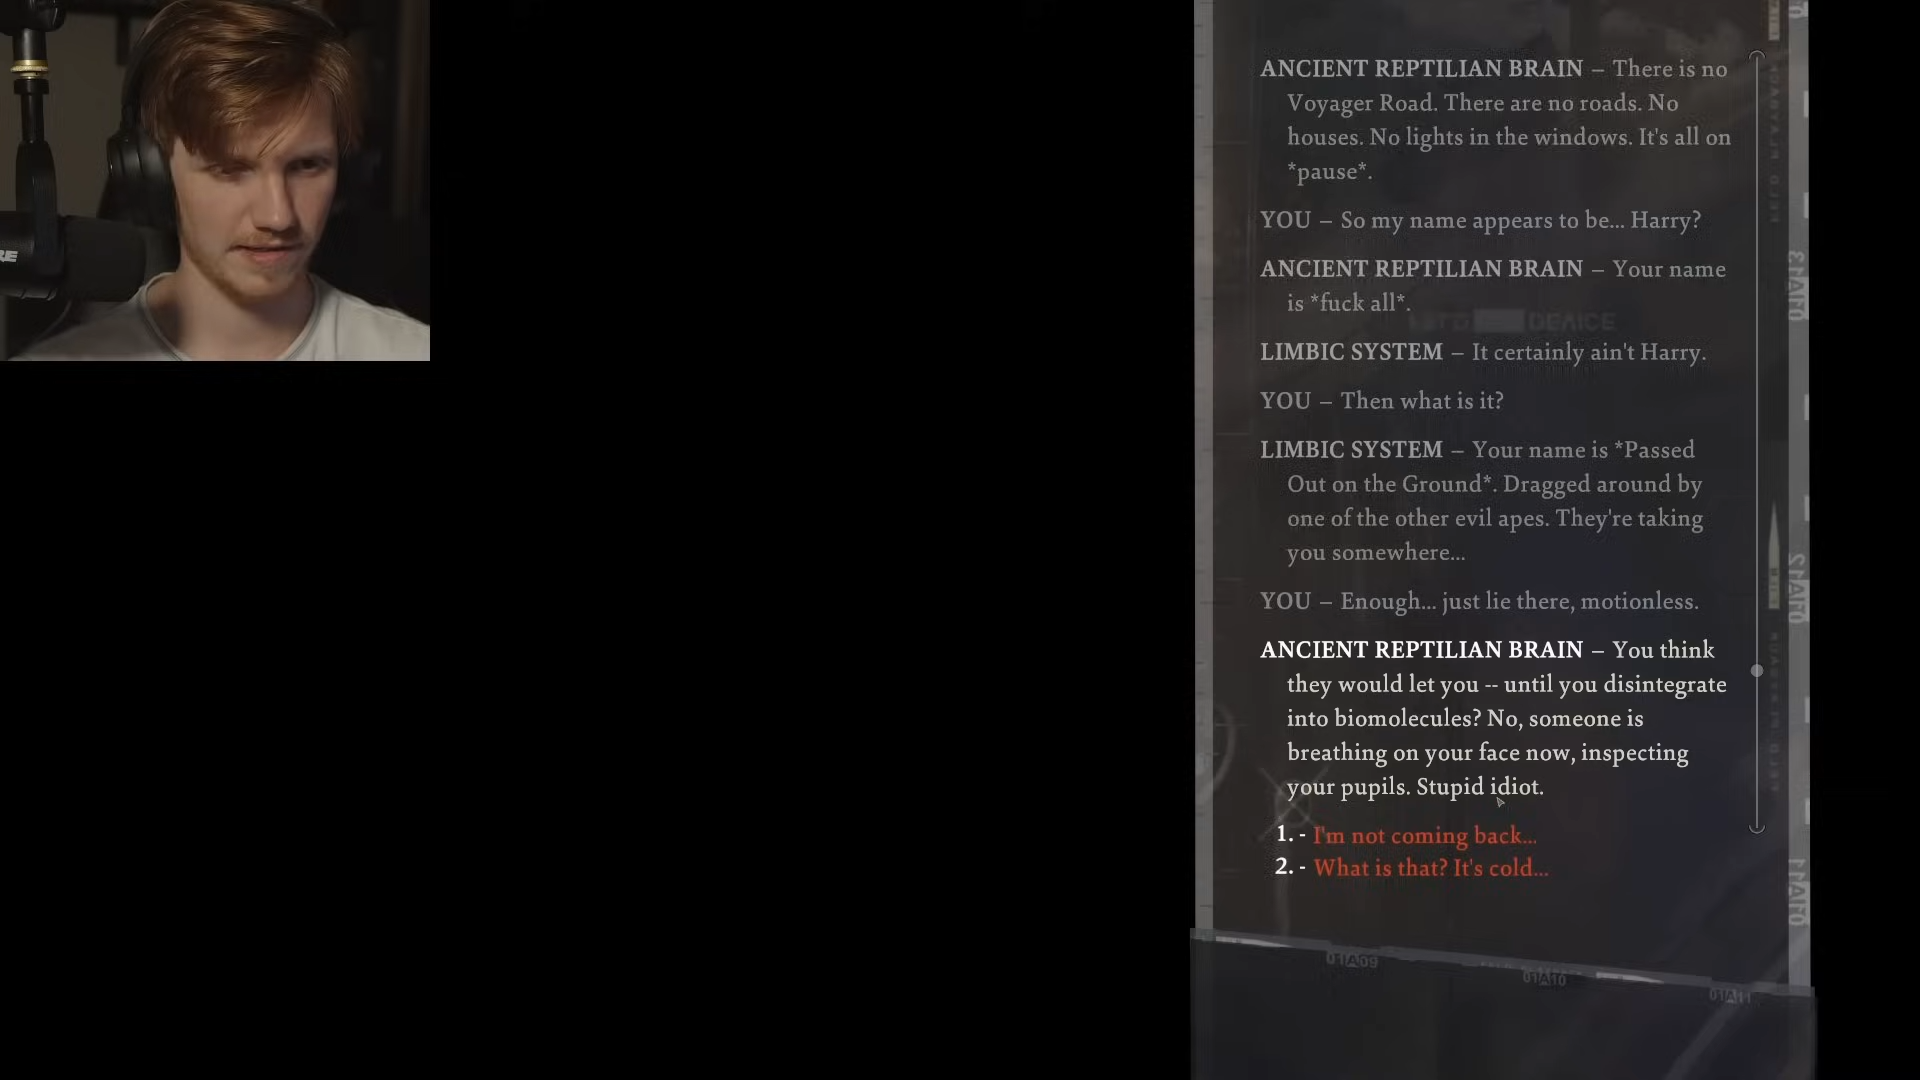 ANCIENT REPTILIAN BRAIN – There is no
Voyager Road. There are no roads. No
houses. No lights in the windows. It's all on
*pause*.
YOU – So my name appears to be... Harry?
ANCIENT REPTILIAN BRAIN – Your name
is *fuck all*.
LIMBIC SYSTEM – It certainly ain't Harry.
YOU – Then what is it?
LIMBIC SYSTEM – Your name is *Passed
Out on the Ground*. Dragged around by
one of the other evil apes. They're taking
you somewhere...
YOU – Enough... just lie there, motionless.
ANCIENT REPTILIAN BRAIN – You think
they would let you -- until you disintegrate
into biomolecules? No, someone is
breathing on your face now, inspecting
your pupils. Stupid idiot.
1. - I'm not coming back...
2. - What is that? It's cold...
01A09
01A10
01A11